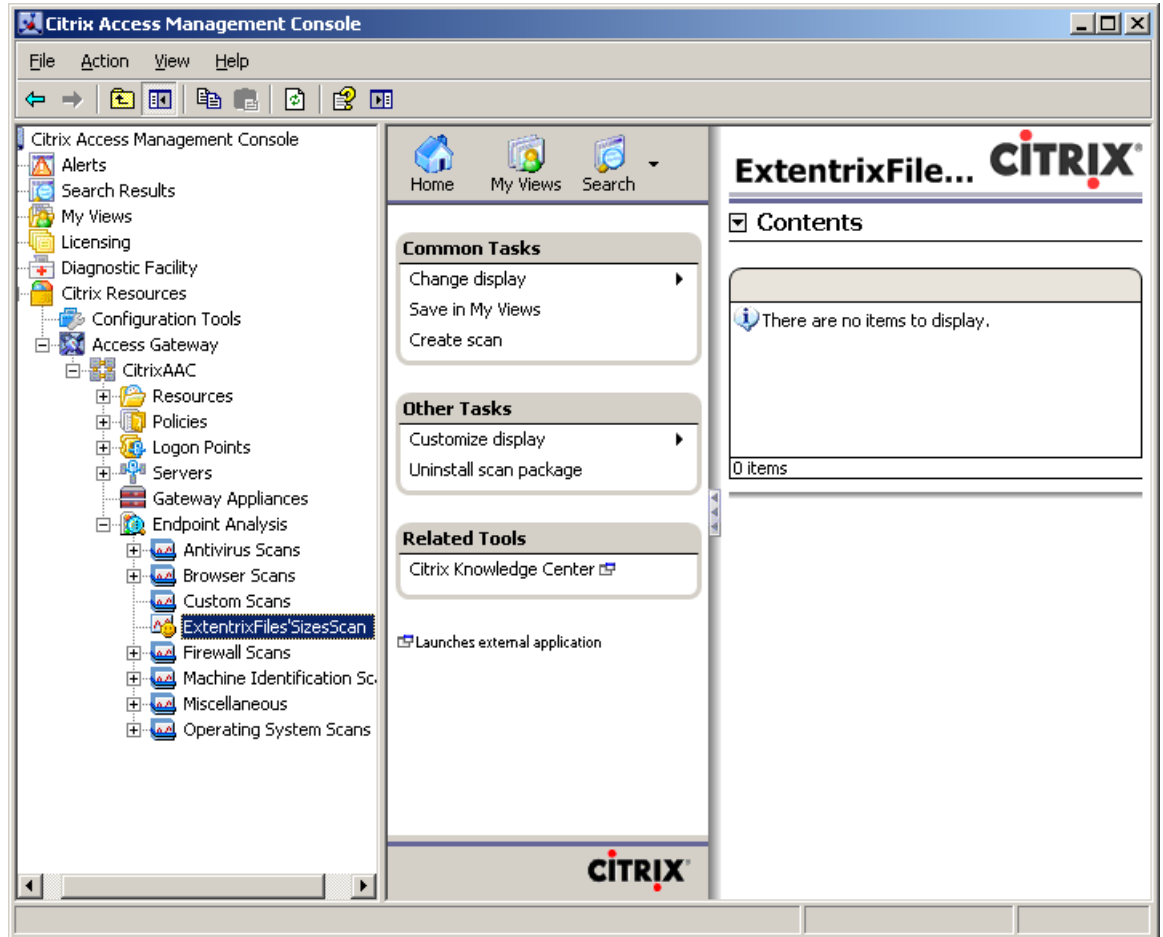 Citrix Access Management Console
File Action View Help
Citrix Access Management Console
Alerts
Search Results
My Views
Licensing
Diagnostic Facility
Citrix Resources
Configuration Tools
Access Gateway
CitrixAAC
Resources
Policies
Logon Points
Servers
Gateway Appliances
Endpoint Analysis
Antivirus Scans
Browser Scans
Custom Scans
ExtentrixFiles'SizesScan
Firewall Scans
Machine Identification Sc
Miscellaneous
Operating System Scans
Home My Views Search
Common Tasks
Change display
Save in My Views
Create scan
Other Tasks
Customize display
Uninstall scan package
Related Tools
Citrix Knowledge Center
Launches external application
CİTRIX
ExtentrixFile... CİTRIX
Contents
There are no items to display.
0 items